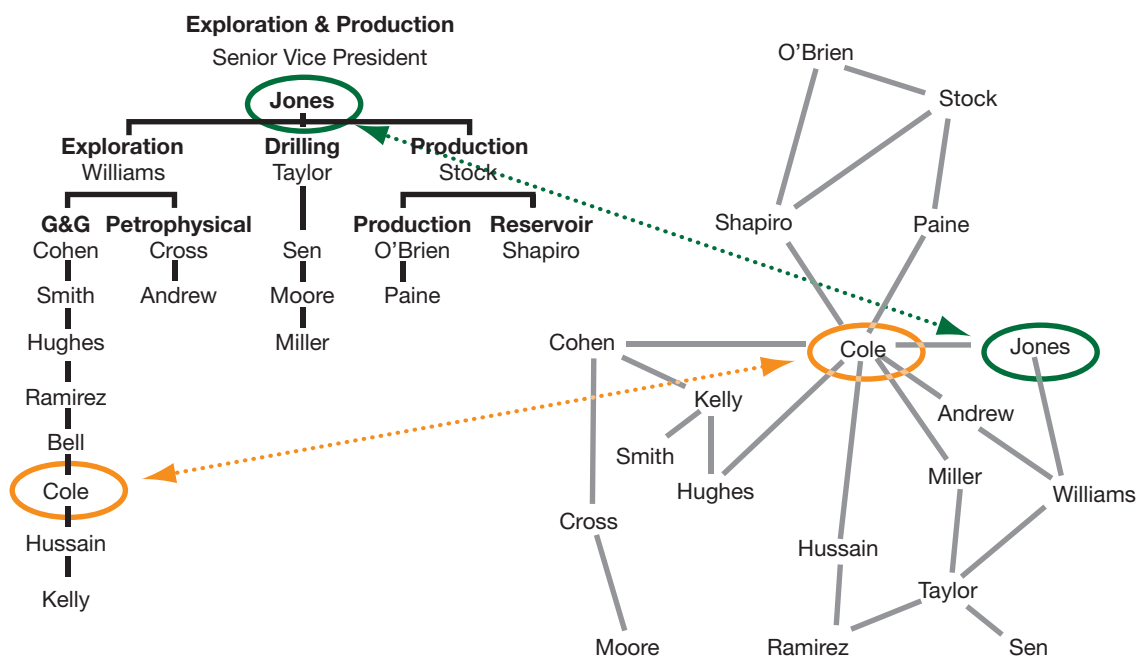 Exploration & Production
Senior Vice President
Jones
Exploration Drilling Production
Williams Taylor Stock
G&G Petrophysical Production Reservoir
Cohen Cross Sen O’Brien Shapiro
Smith Andrew Moore Paine
Hughes Miller
Ramirez
Bell
Cole
Hussain
Kelly
O’Brien
Stock
Shapiro Paine
Cohen Cole Jones
Kelly Andrew
Smith Miller
Hughes Williams
Cross
Hussain
Taylor
Moore Ramirez Sen